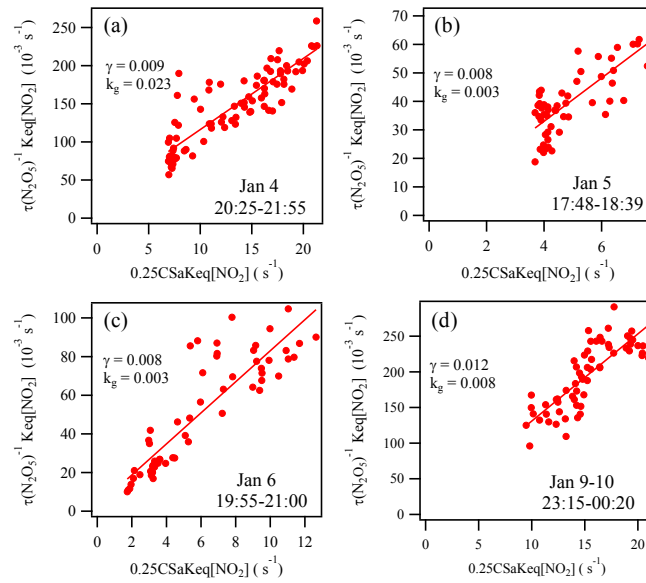 (a)
γ = 0.009
k_g = 0.023
Jan 4
20:25-21:55
250
200
150
100
50
0
0
5
10
15
20
τ(N₂O₅)⁻¹ Keq[NO₂] (10⁻³ s⁻¹)
0.25CSaKeq[NO₂] ( s⁻¹)
(b)
γ = 0.008
k_g = 0.003
Jan 5
17:48-18:39
70
60
50
40
30
20
10
0
0
2
4
6
τ(N₂O₅)⁻¹ Keq[NO₂] (10⁻³ s⁻¹)
0.25CSaKeq[NO₂] ( s⁻¹)
(c)
γ = 0.008
k_g = 0.003
Jan 6
19:55-21:00
100
80
60
40
20
0
0
2
4
6
8
10
12
τ(N₂O₅)⁻¹ Keq[NO₂] (10⁻³ s⁻¹)
0.25CSaKeq[NO₂] ( s⁻¹)
(d)
γ = 0.012
k_g = 0.008
Jan 9-10
23:15-00:20
250
200
150
100
50
0
0
5
10
15
20
τ(N₂O₅)⁻¹ Keq[NO₂] (10⁻³ s⁻¹)
0.25CSaKeq[NO₂] ( s⁻¹)